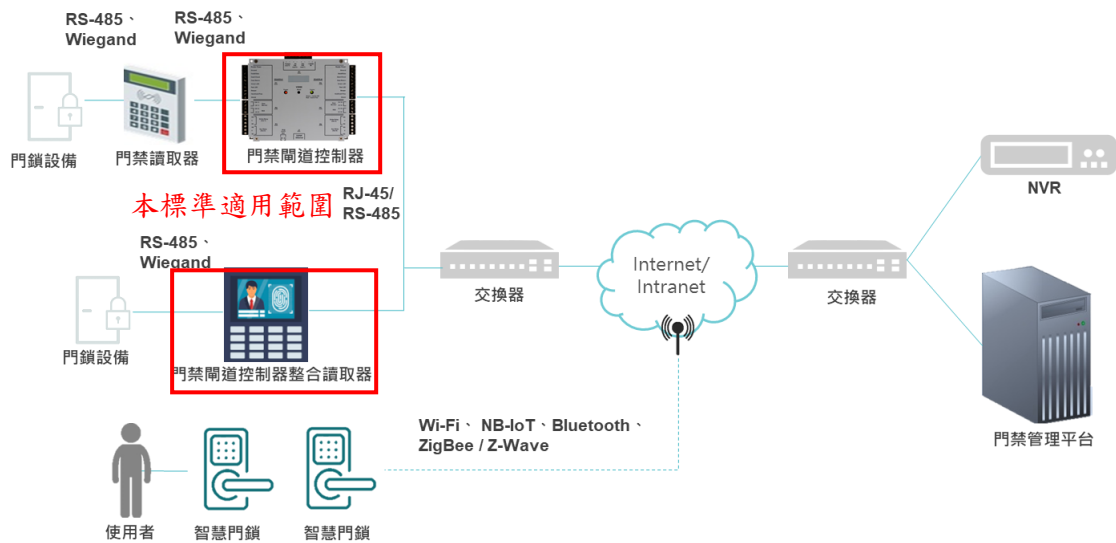 RS-485、
Wiegand
RS-485、
Wiegand
門鎖設備
門禁讀取器
門禁閘道控制器
本標準適用範圍
RJ-45/
RS-485
RS-485、
Wiegand
門鎖設備
門禁閘道控制器整合讀取器
交換器
Internet/
Intranet
交換器
NVR
門禁管理平台
Wi-Fi、 NB-IoT、Bluetooth、
ZigBee / Z-Wave
使用者
智慧門鎖
智慧門鎖